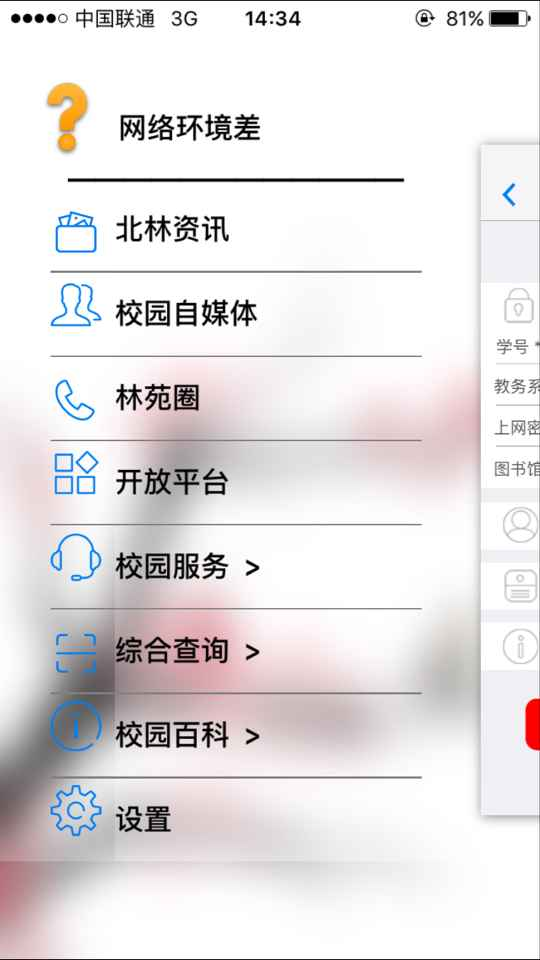 中国联通 3G 14:34 81%
网络环境差
北林资讯
校园自媒体
林苑圈
学号 *
教务系
开放平台
上网密
图书馆
校园服务 >
综合查询 >
校园百科 >
设置